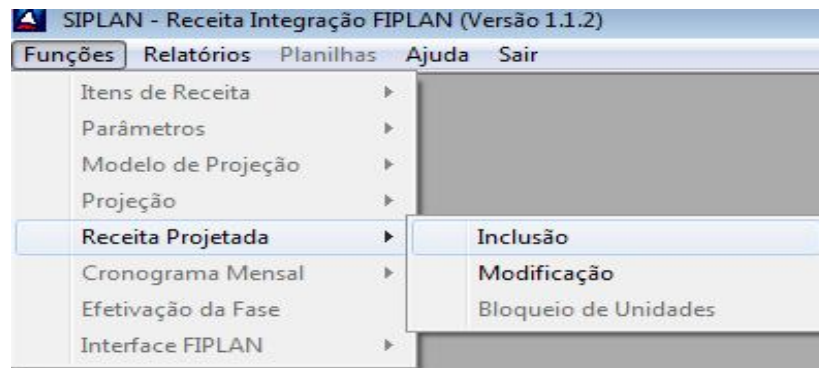 SIPLAN - Receita Integração FIPLAN (Versão 1.1.2)
Funções Relatórios Planilhas Ajuda Sair
Itens de Receita
Parâmetros
Modelo de Projeção
Projeção
Receita Projetada
Inclusão
Cronograma Mensal
Modificação
Efetivação da Fase
Bloqueio de Unidades
Interface FIPLAN